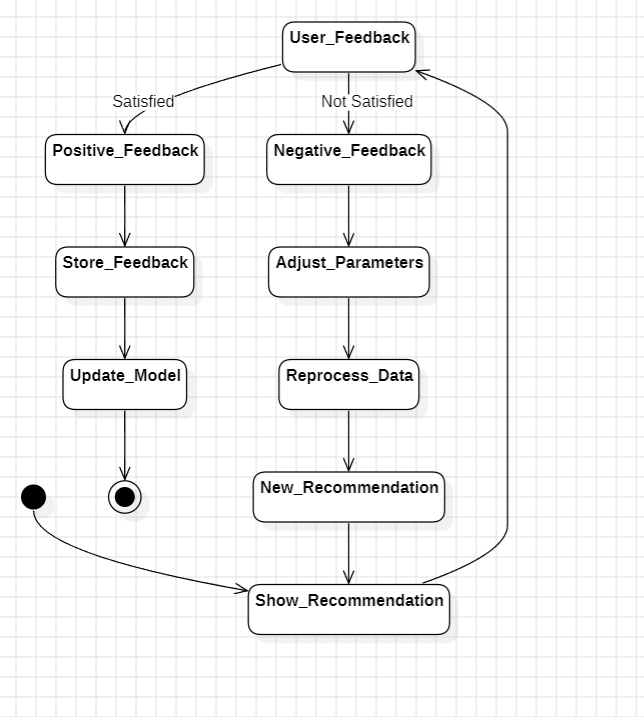 User_Feedback
Satisfied
Not Satisfied
Positive_Feedback
Negative_Feedback
Store_Feedback
Adjust_Parameters
Update_Model
Reprocess_Data
New_Recommendation
Show_Recommendation